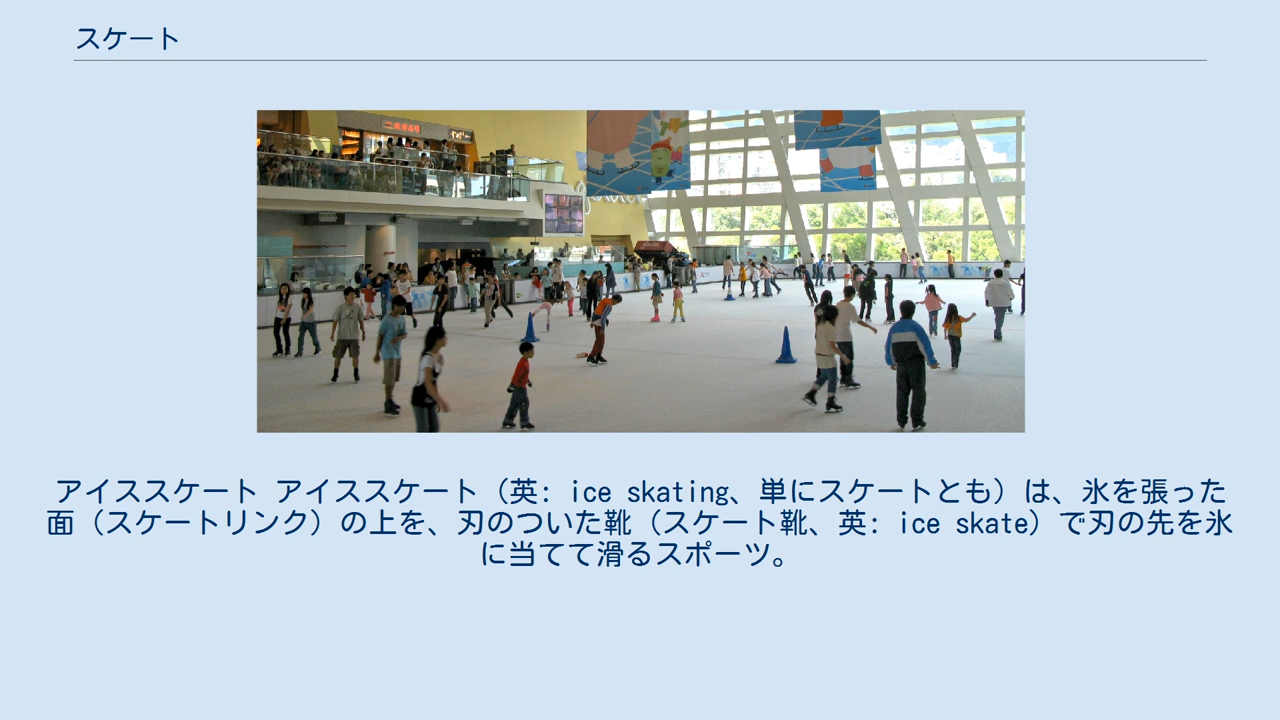 スケート
アイススケート アイススケート（英: ice skating、単にスケートとも）は、氷を張った
面（スケートリンク）の上を、刃のついた靴（スケート靴、英: ice skate）で刃の先を氷
に当てて滑るスポーツ。